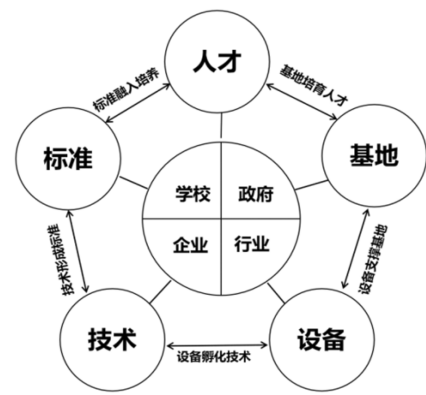 人才
标准融入培养
基地培育人才
标准
基地
学校
政府
企业
行业
技术形成标准
设备支撑基地
技术
设备
设备孵化技术